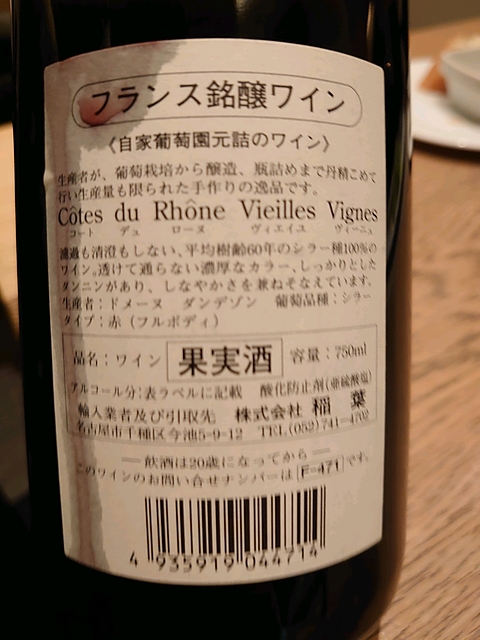 フランス銘醸ワイン
《自家葡萄園元詰のワイン》
生産者が、葡萄栽培から醸造、瓶詰めまで丹精こめて
行い生産量も限られた手作りの逸品です。
Côtes du Rhône Vieilles Vignes
コート デュ ローヌ ヴィエイユ ヴィーニュ
濾過も清澄もしない、平均樹齢60年のシラー種100%の
ワイン。透けて通らない濃厚なカラー、しっかりとした
タンニンがあり、しなやかさを兼ねそなえています。
生産者：ドメーヌ ダンデゾン 葡萄品種：シラー
タイプ：赤（フルボディ）
品名：ワイン 果実酒 容量：750ml
アルコール分：表ラベルに記載 酸化防止剤（亜硫酸塩）
輸入業者及び引取先 株式会社 稲葉
名古屋市千種区今池5-9-12 TEL(052)741-4702
飲酒は20歳になってから
このワインのお問い合せナンバーは F-471 です。
4 935919 044714